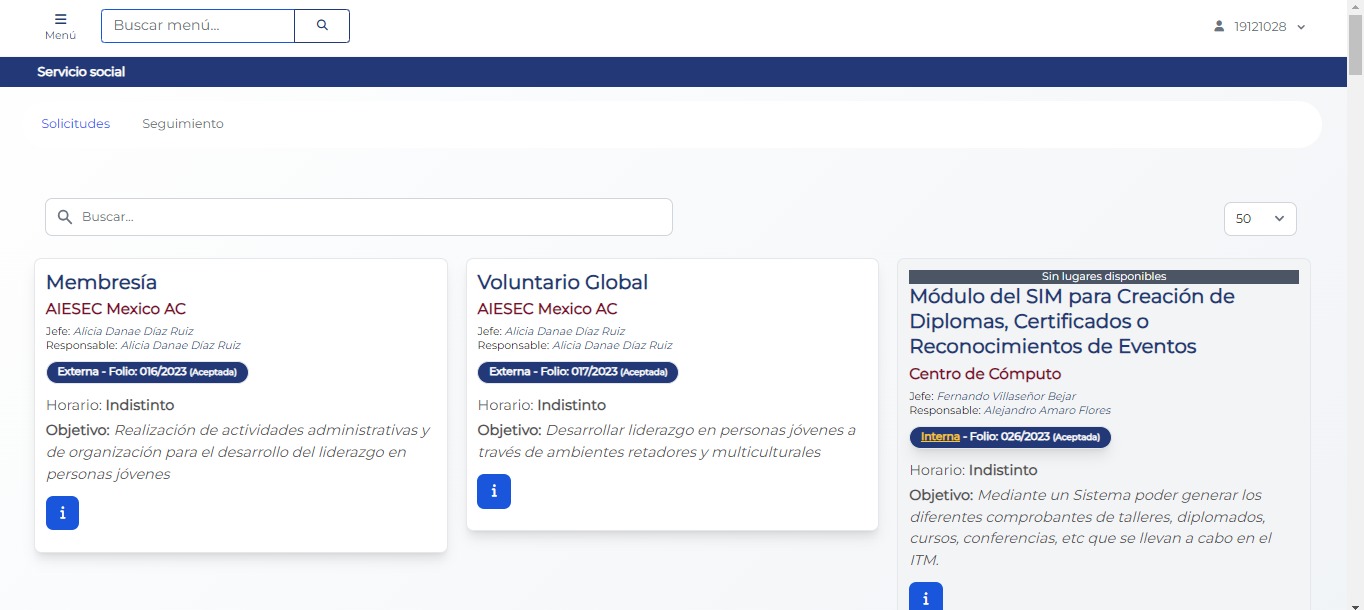 Menú
Buscar menú...
19121028
Servicio social
Solicitudes
Seguimiento
Buscar...
50
Membresía
AIESEC Mexico AC
Jefe: Alicia Danae Díaz Ruiz
Responsable: Alicia Danae Díaz Ruiz
Externa - Folio: 016/2023 (Aceptada)
Horario: Indistinto
Objetivo: Realización de actividades administrativas y
de organización para el desarrollo del liderazgo en
personas jóvenes
i
Voluntario Global
AIESEC Mexico AC
Jefe: Alicia Danae Díaz Ruiz
Responsable: Alicia Danae Díaz Ruiz
Externa - Folio: 017/2023 (Aceptada)
Horario: Indistinto
Objetivo: Desarrollar liderazgo en personas jóvenes a
través de ambientes retadores y multiculturales
i
Sin lugares disponibles
Módulo del SIM para Creación de
Diplomas, Certificados o
Reconocimientos de Eventos
Centro de Cómputo
Jefe: Fernando Villaseñor Bejar
Responsable: Alejandro Amaro Flores
Interna - Folio: 026/2023 (Aceptada)
Horario: Indistinto
Objetivo: Mediante un Sistema poder generar los
diferentes comprobantes de talleres, diplomados,
cursos, conferencias, etc que se llevan a cabo en el
ITM.
i